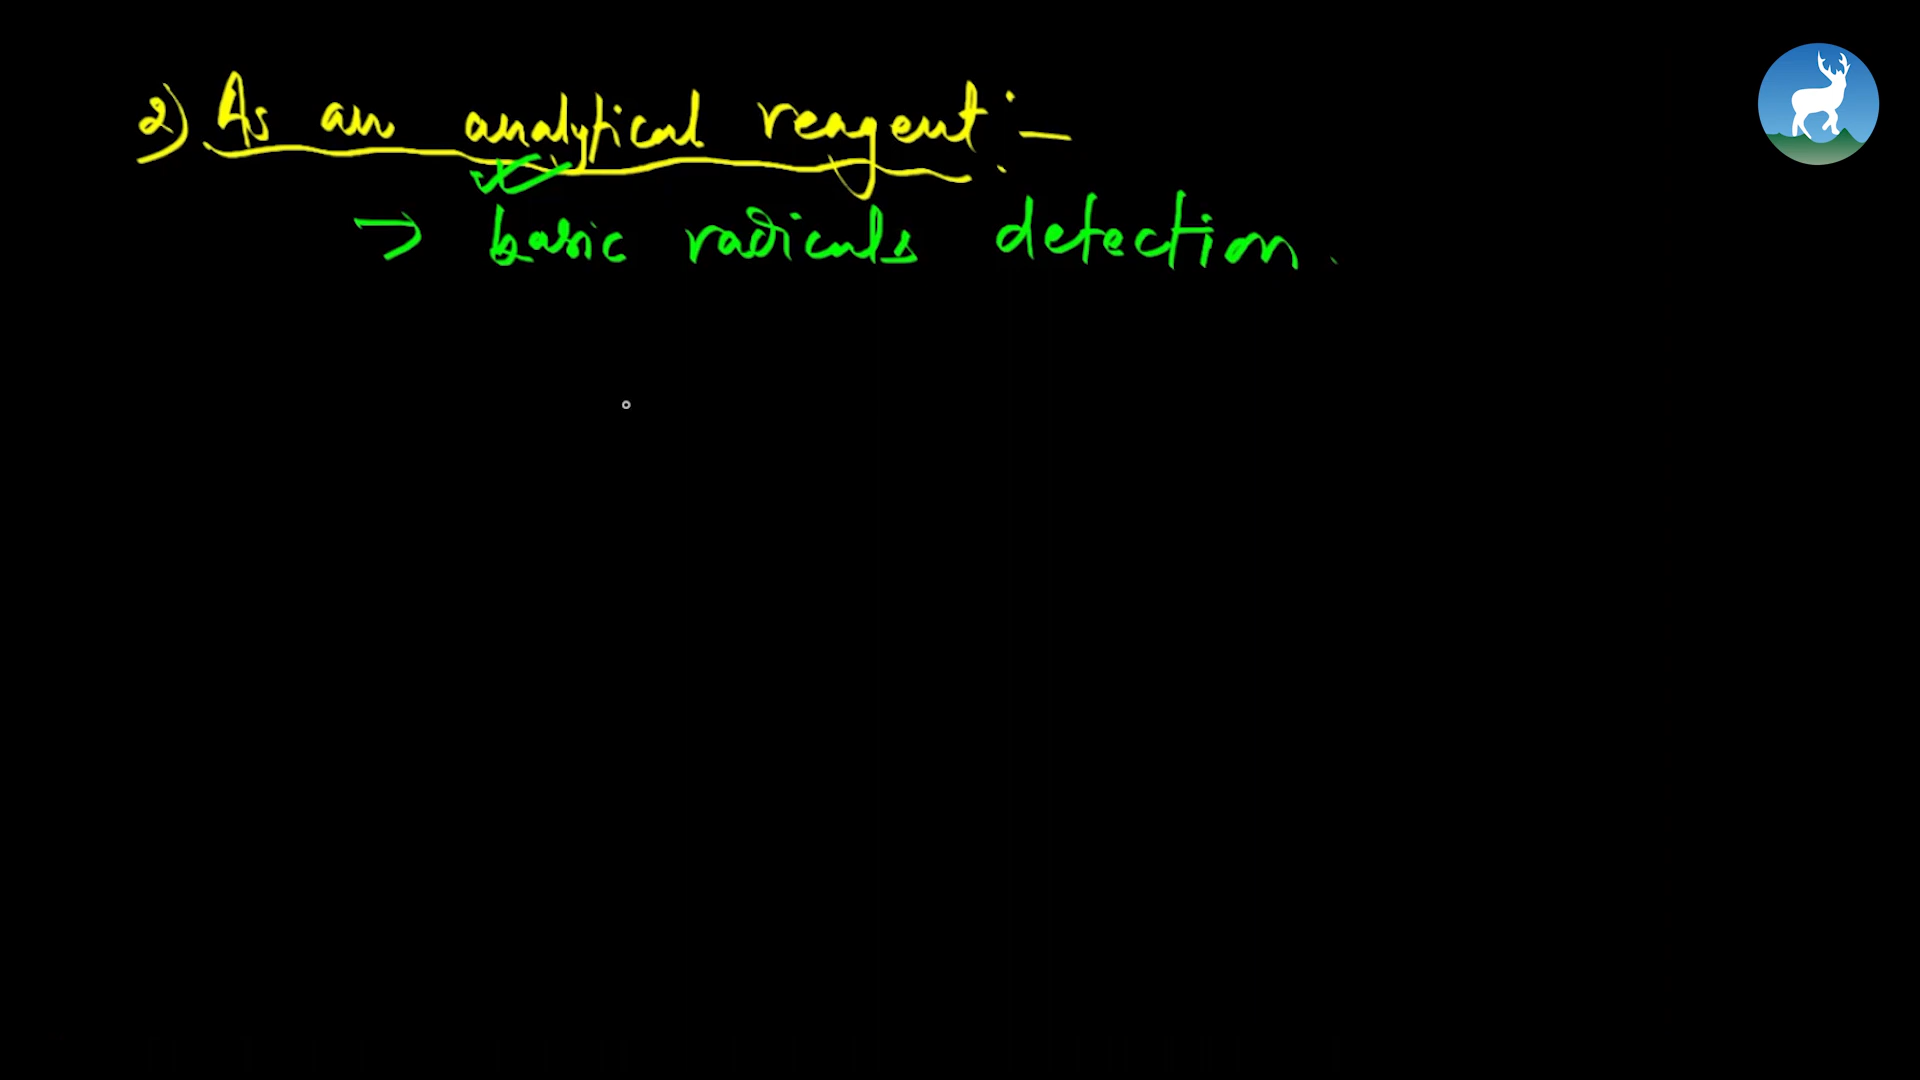 2) As an analytical reagent :-
→ basic radicals detection.